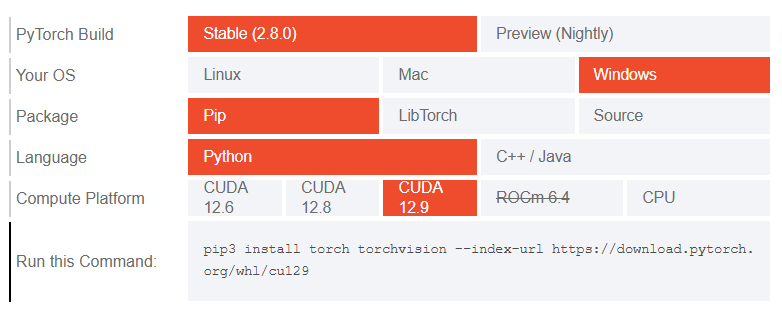 PyTorch Build
Stable (2.8.0)
Preview (Nightly)
Your OS
Linux
Mac
Windows
Package
Pip
LibTorch
Source
Language
Python
C++ / Java
Compute Platform
CUDA
12.6
CUDA
12.8
CUDA
12.9
ROCm 6.4
CPU
Run this Command:
pip3 install torch torchvision --index-url https://download.pytorch.
org/whl/cu129